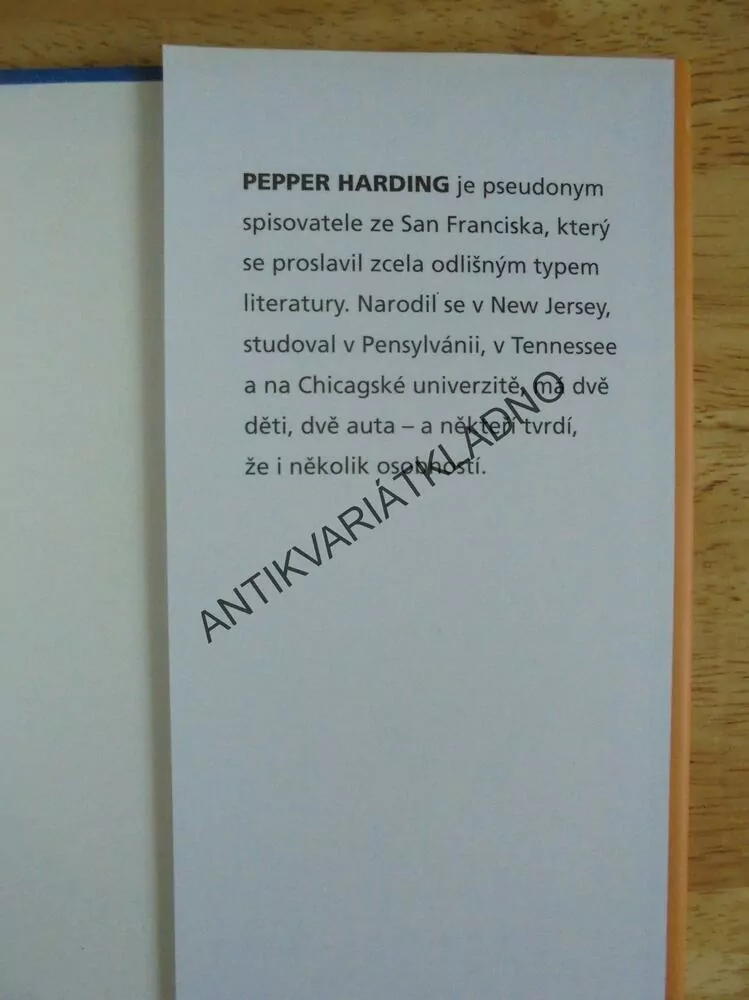 PEPPER HARDING je pseudonym
spisovatele ze San Franciska, který
se proslavil zcela odlišným typem
literatury. Narodil se v New Jersey,
studoval v Pensylvánii, v Tennessee
a na Chicagské univerzitě, má dvě
děti, dvě auta – a někteří tvrdí,
že i několik osobností.
ANTIKVARIÁTKLADNO